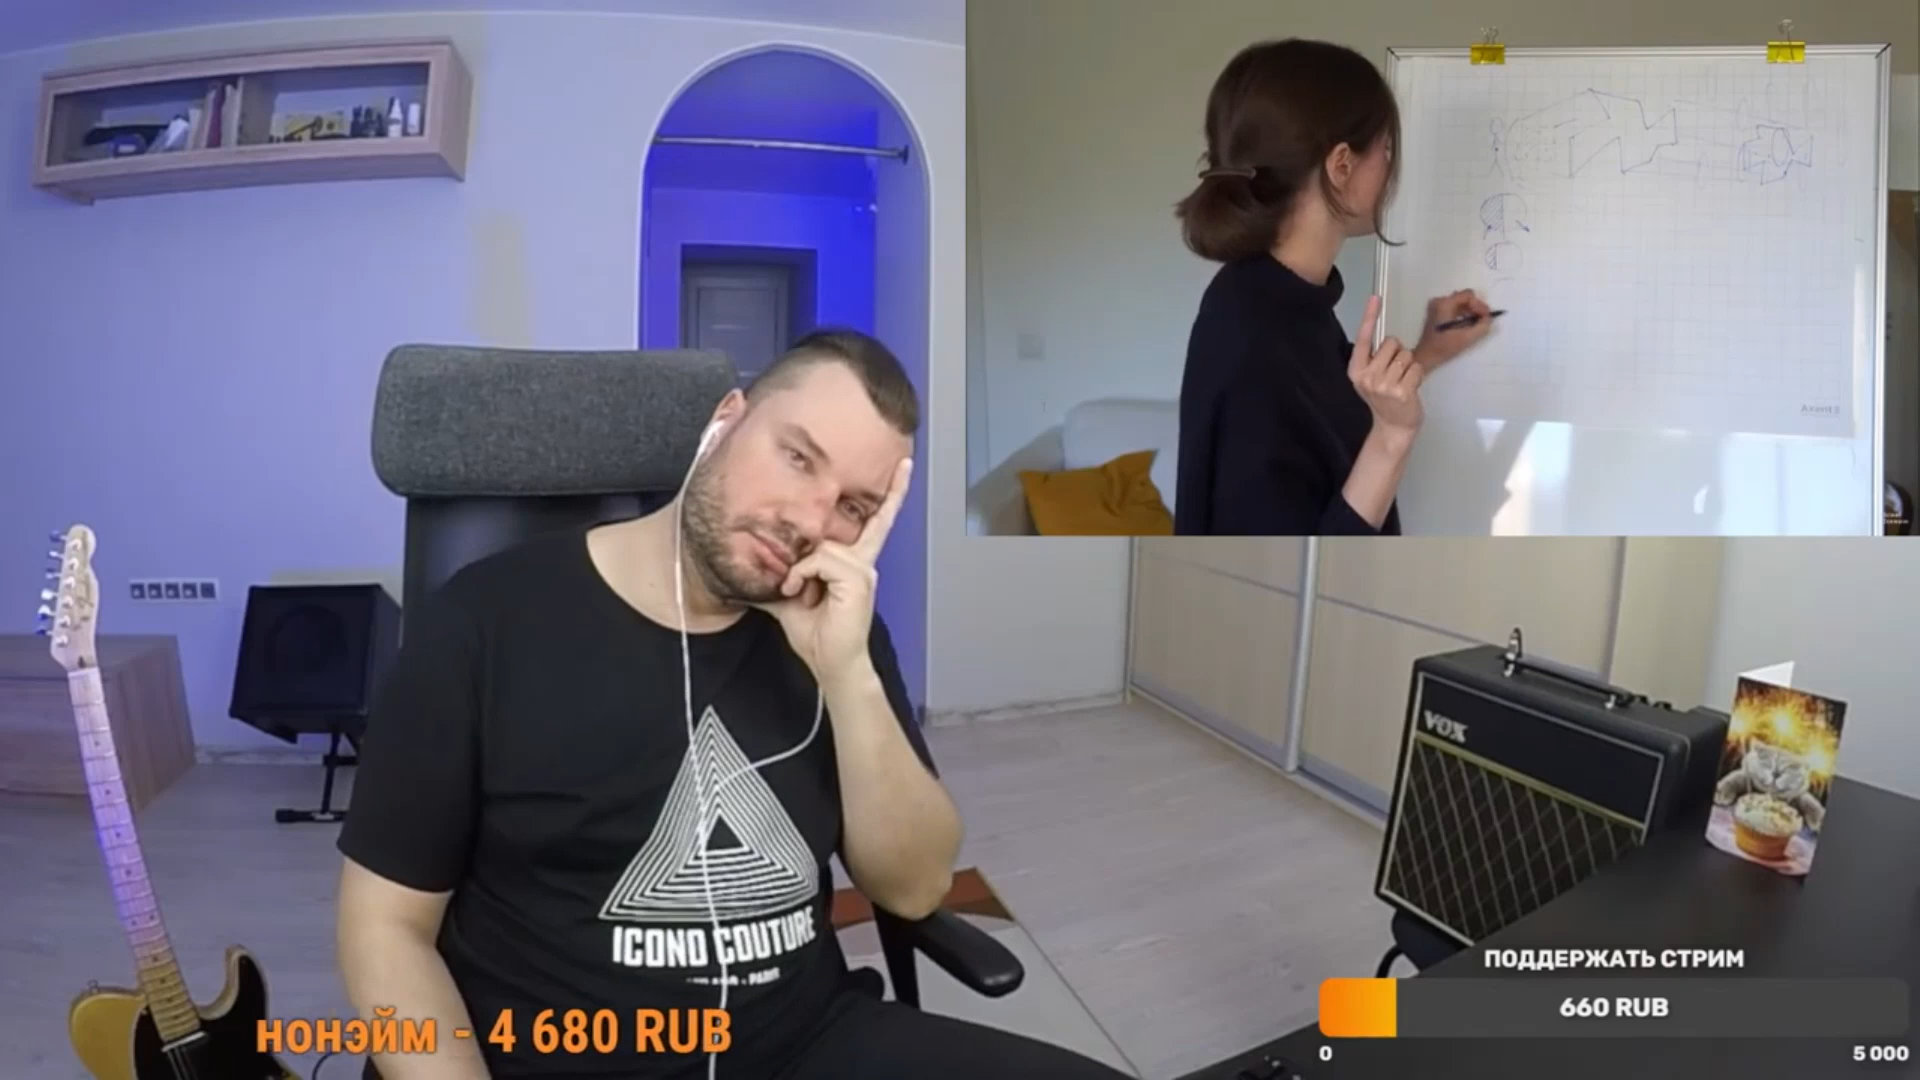 VOX
ICONO COUTURE
ПОДДЕРЖАТЬ СТРИМ
660 RUB
0
5 000
нонэйм - 4 680 RUB